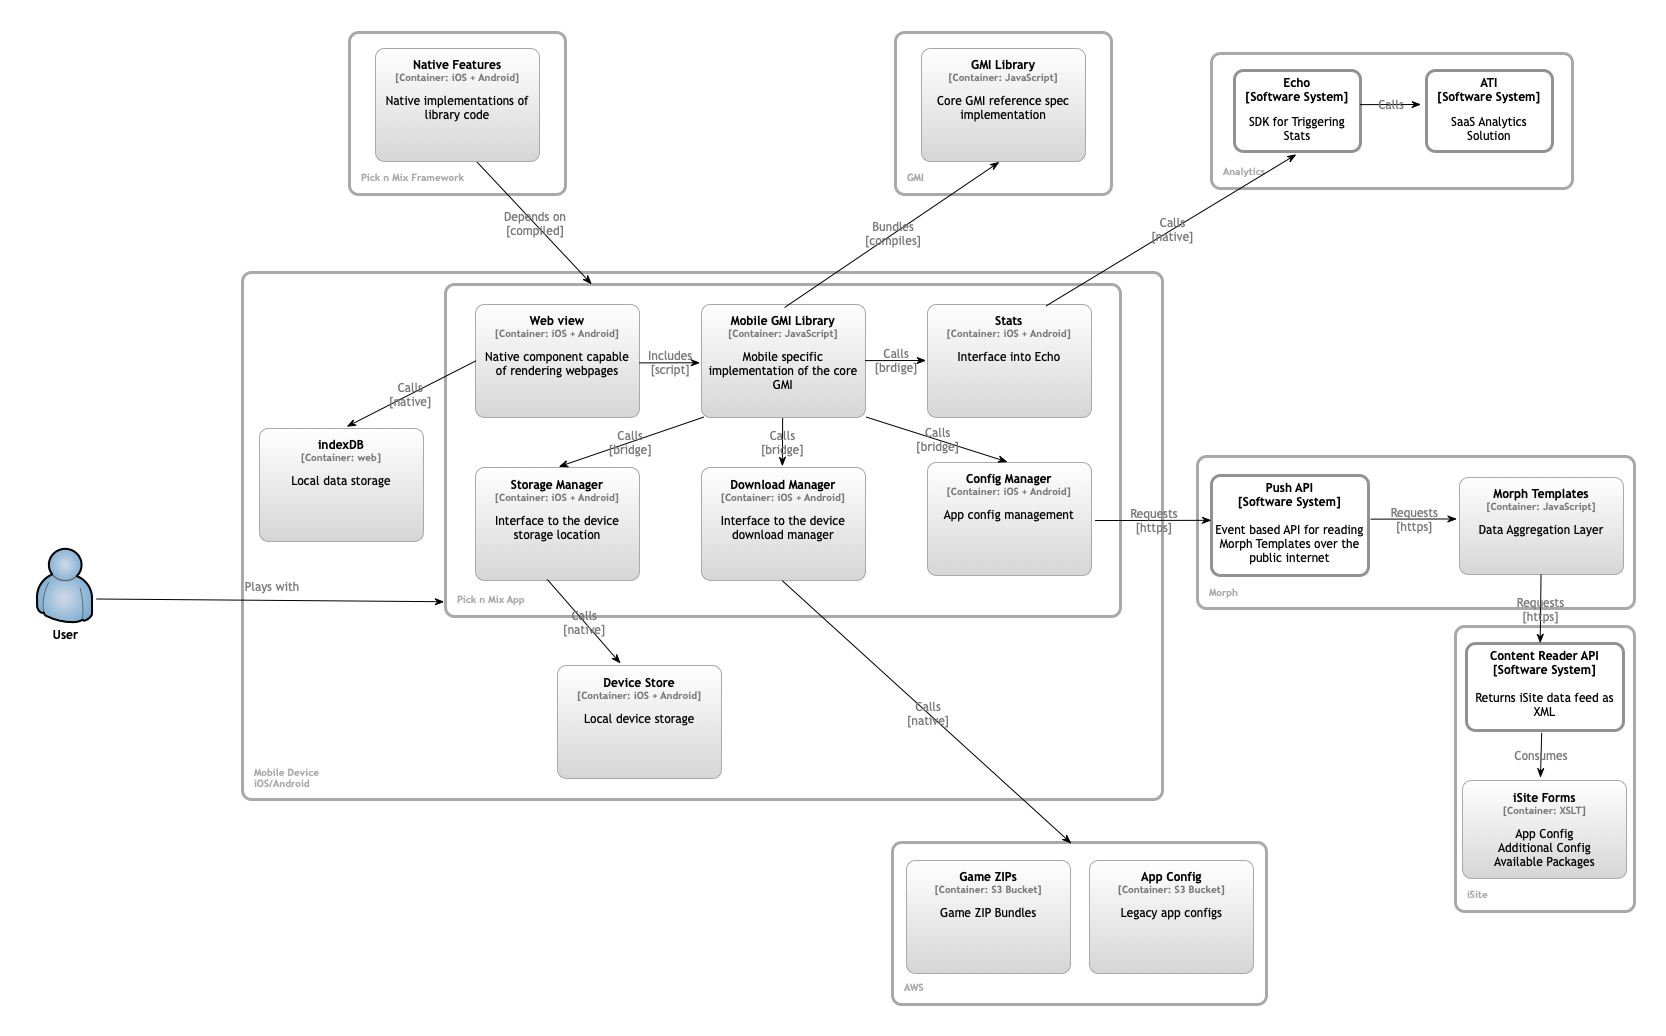 Native Features
[Container: iOS + Android]
Native implementations of
library code
Pick n Mix Framework
GMI Library
[Container: JavaScript]
Core GMI reference spec
implementation
GMI
Echo
[Software System]
SDK for Triggering
Stats
Calls
ATI
[Software System]
SaaS Analytics
Solution
Analytics
Depends on
[compiled]
Bundles
[compiles]
Calls
[native]
Web view
[Container: iOS + Android]
Native component capable
of rendering webpages
Includes
[script]
Mobile GMI Library
[Container: JavaScript]
Mobile specific
implementation of the core
GMI
Calls
[brdige]
Stats
[Container: iOS + Android]
Interface into Echo
Calls
[native]
indexDB
[Container: web]
Local data storage
Calls
[bridge]
Calls
[bridge]
Calls
[bridge]
Storage Manager
[Container: iOS + Android]
Interface to the device
storage location
Download Manager
[Container: iOS + Android]
Interface to the device
download manager
Config Manager
[Container: iOS + Android]
App config management
Requests
[https]
Push API
[Software System]
Event based API for reading
Morph Templates over the
public internet
Requests
[https]
Morph Templates
[Container: JavaScript]
Data Aggregation Layer
Morph
User
Plays with
Pick n Mix App
Calls
[native]
Device Store
[Container: iOS + Android]
Local device storage
Calls
[native]
Mobile Device
iOS/Android
Requests
[https]
Content Reader API
[Software System]
Returns iSite data feed as
XML
Consumes
iSite Forms
[Container: XSLT]
App Config
Additional Config
Available Packages
iSite
Game ZIPs
[Container: S3 Bucket]
Game ZIP Bundles
App Config
[Container: S3 Bucket]
Legacy app configs
AWS